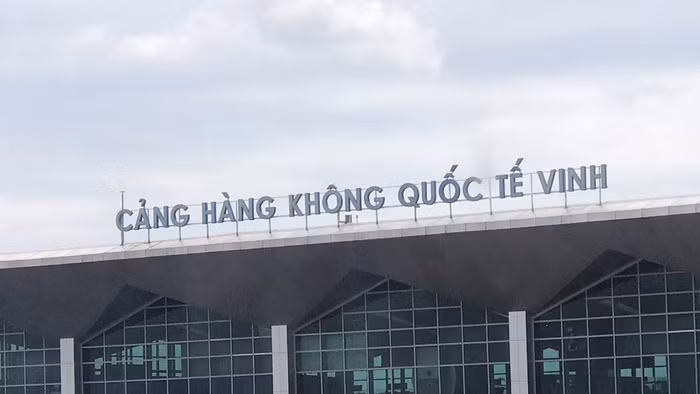 CẢNG HÀNG KHÔNG QUỐC TẾ VINH